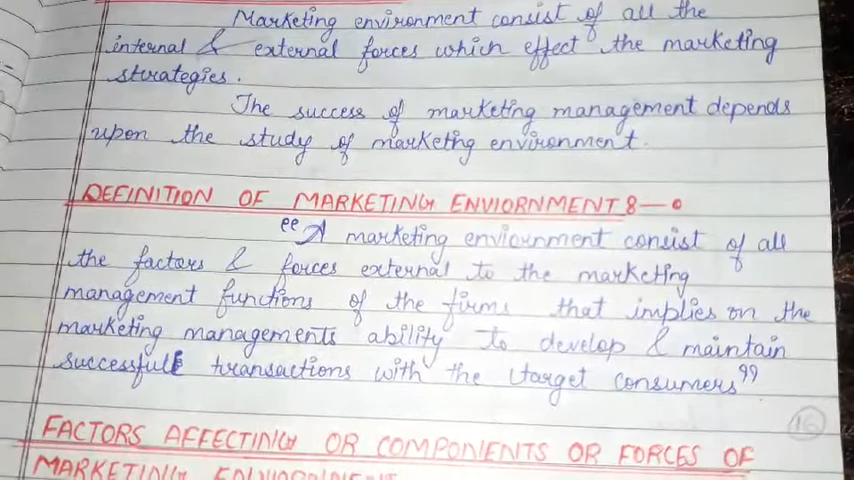 Marketing environment consist of all the
internal & external forces which effect the marketing
strategies.
The success of marketing management depends
upon the study of marketing environment.
DEFINITION OF MARKETING ENVIORNMENT 8—•
"A marketing enviornment consist of all
the factors & forces external to the marketing
management functions of the firms that implies on the
marketing managements ability to develop & maintain
successful transactions with the target consumers"
16
FACTORS AFFECTING OR COMPONENTS OR FORCES OF
MARKETING